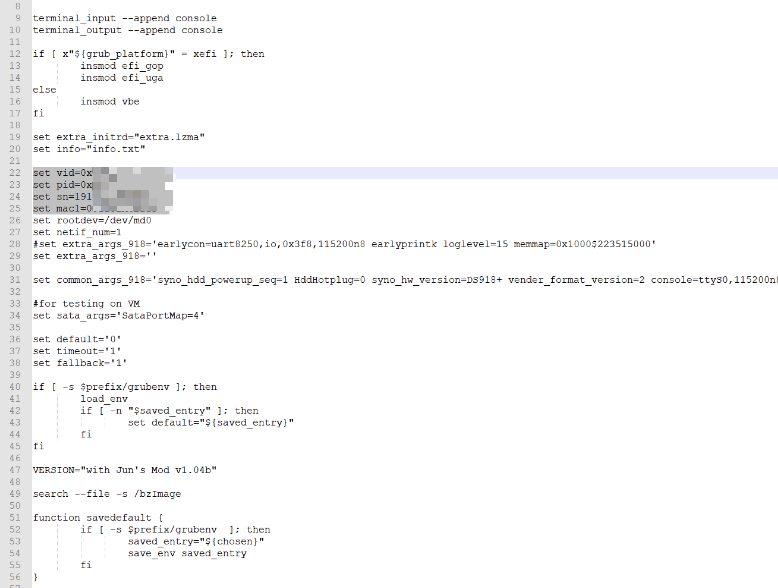 8
9 terminal_input --append console
10 terminal_output --append console
11
12 if [ x"${grub_platform}" = xefi ]; then
13 insmod efi_gop
14 insmod efi_uga
15 else
16 insmod vbe
17 fi
18
19 set extra_initrd="extra.lzma"
20 set info="info.txt"
21
22 set vid=0x
23 set pid=0x
24 set sn=191
25 set mac1=0
26 set rootdev=/dev/md0
27 set netif_num=1
28 #set extra_args_918='earlycon=uart8250,io,0x3f8,115200n8 earlyprintk loglevel=15 memmap=0x1000$223515000'
29 set extra_args_918=''
30
31 set common_args_918='syno_hdd_powerup_seq=1 HddHotplug=0 syno_hw_version=DS918+ vender_format_version=2 console=ttyS0,115200n
32
33 #for testing on VM
34 set sata_args='SataPortMap=4'
35
36 set default='0'
37 set timeout='1'
38 set fallback='1'
39
40 if [ -s $prefix/grubenv ]; then
41 load_env
42 if [ -n "$saved_entry" ]; then
43 set default="${saved_entry}"
44 fi
45 fi
46
47 VERSION="with Jun's Mod v1.04b"
48
49 search --file -s /bzImage
50
51 function savedefault {
52 if [ -s $prefix/grubenv ]; then
53 saved_entry="${chosen}"
54 save_env saved_entry
55 fi
56 }